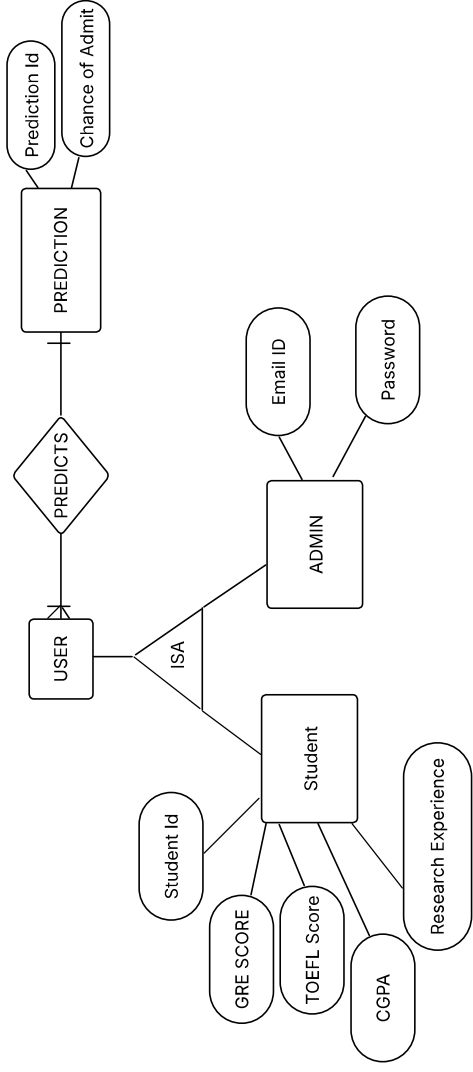 USER
PREDICTS
PREDICTION
Prediction Id
Chance of Admit
ISA
Student Id
Student
ADMIN
Email ID
Password
GRE SCORE
TOEFL Score
CGPA
Research Experience